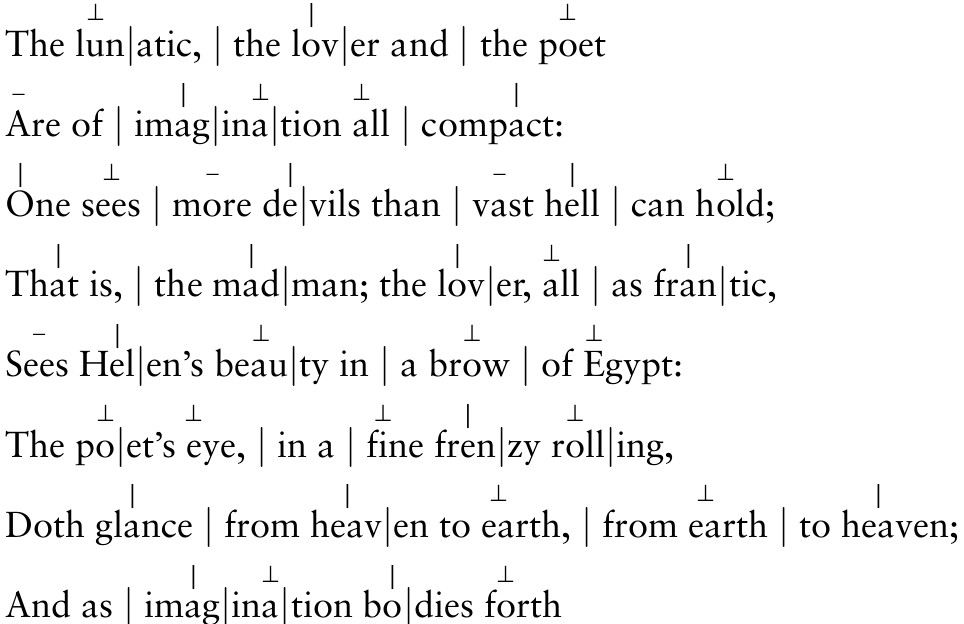 ⊥ | ⊥
The lun|atic, | the lov|er and | the poet
– | ⊥ ⊥ |
Are of | imag|ina|tion all | compact:
| ⊥ – | – | ⊥
One sees | more de|vils than | vast hell | can hold;
| | | ⊥ |
That is, | the mad|man; the lov|er, all | as fran|tic,
– | ⊥ ⊥ ⊥
Sees Hel|en’s beau|ty in | a brow | of Egypt:
⊥ ⊥ ⊥ | ⊥
The po|et’s eye, | in a | fine fren|zy roll|ing,
| | ⊥ ⊥ |
Doth glance | from heav|en to earth, | from earth | to heaven;
| ⊥ | ⊥
And as | imag|ina|tion bo|dies forth